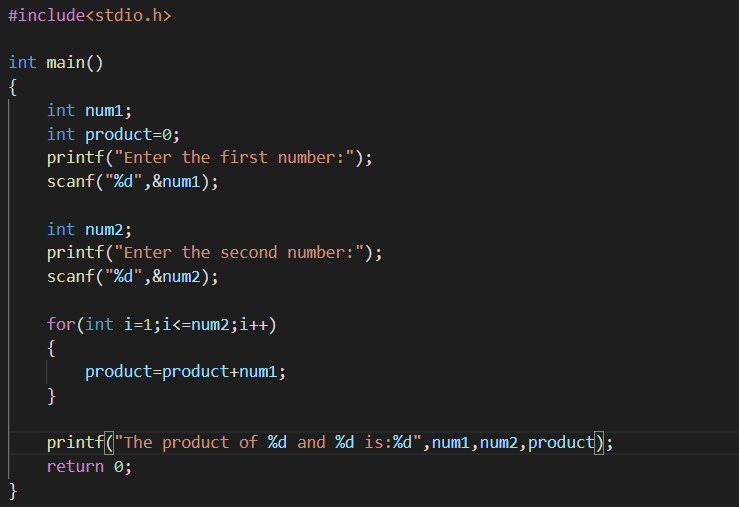 #include<stdio.h>
int main()
{
    int num1;
    int product=0;
    printf("Enter the first number:");
    scanf("%d",&num1);
    int num2;
    printf("Enter the second number:");
    scanf("%d",&num2);
    for(int i=1;i<=num2;i++)
    {
        product=product+num1;
    }
    printf("The product of %d and %d is:%d",num1,num2,product);
    return 0;
}